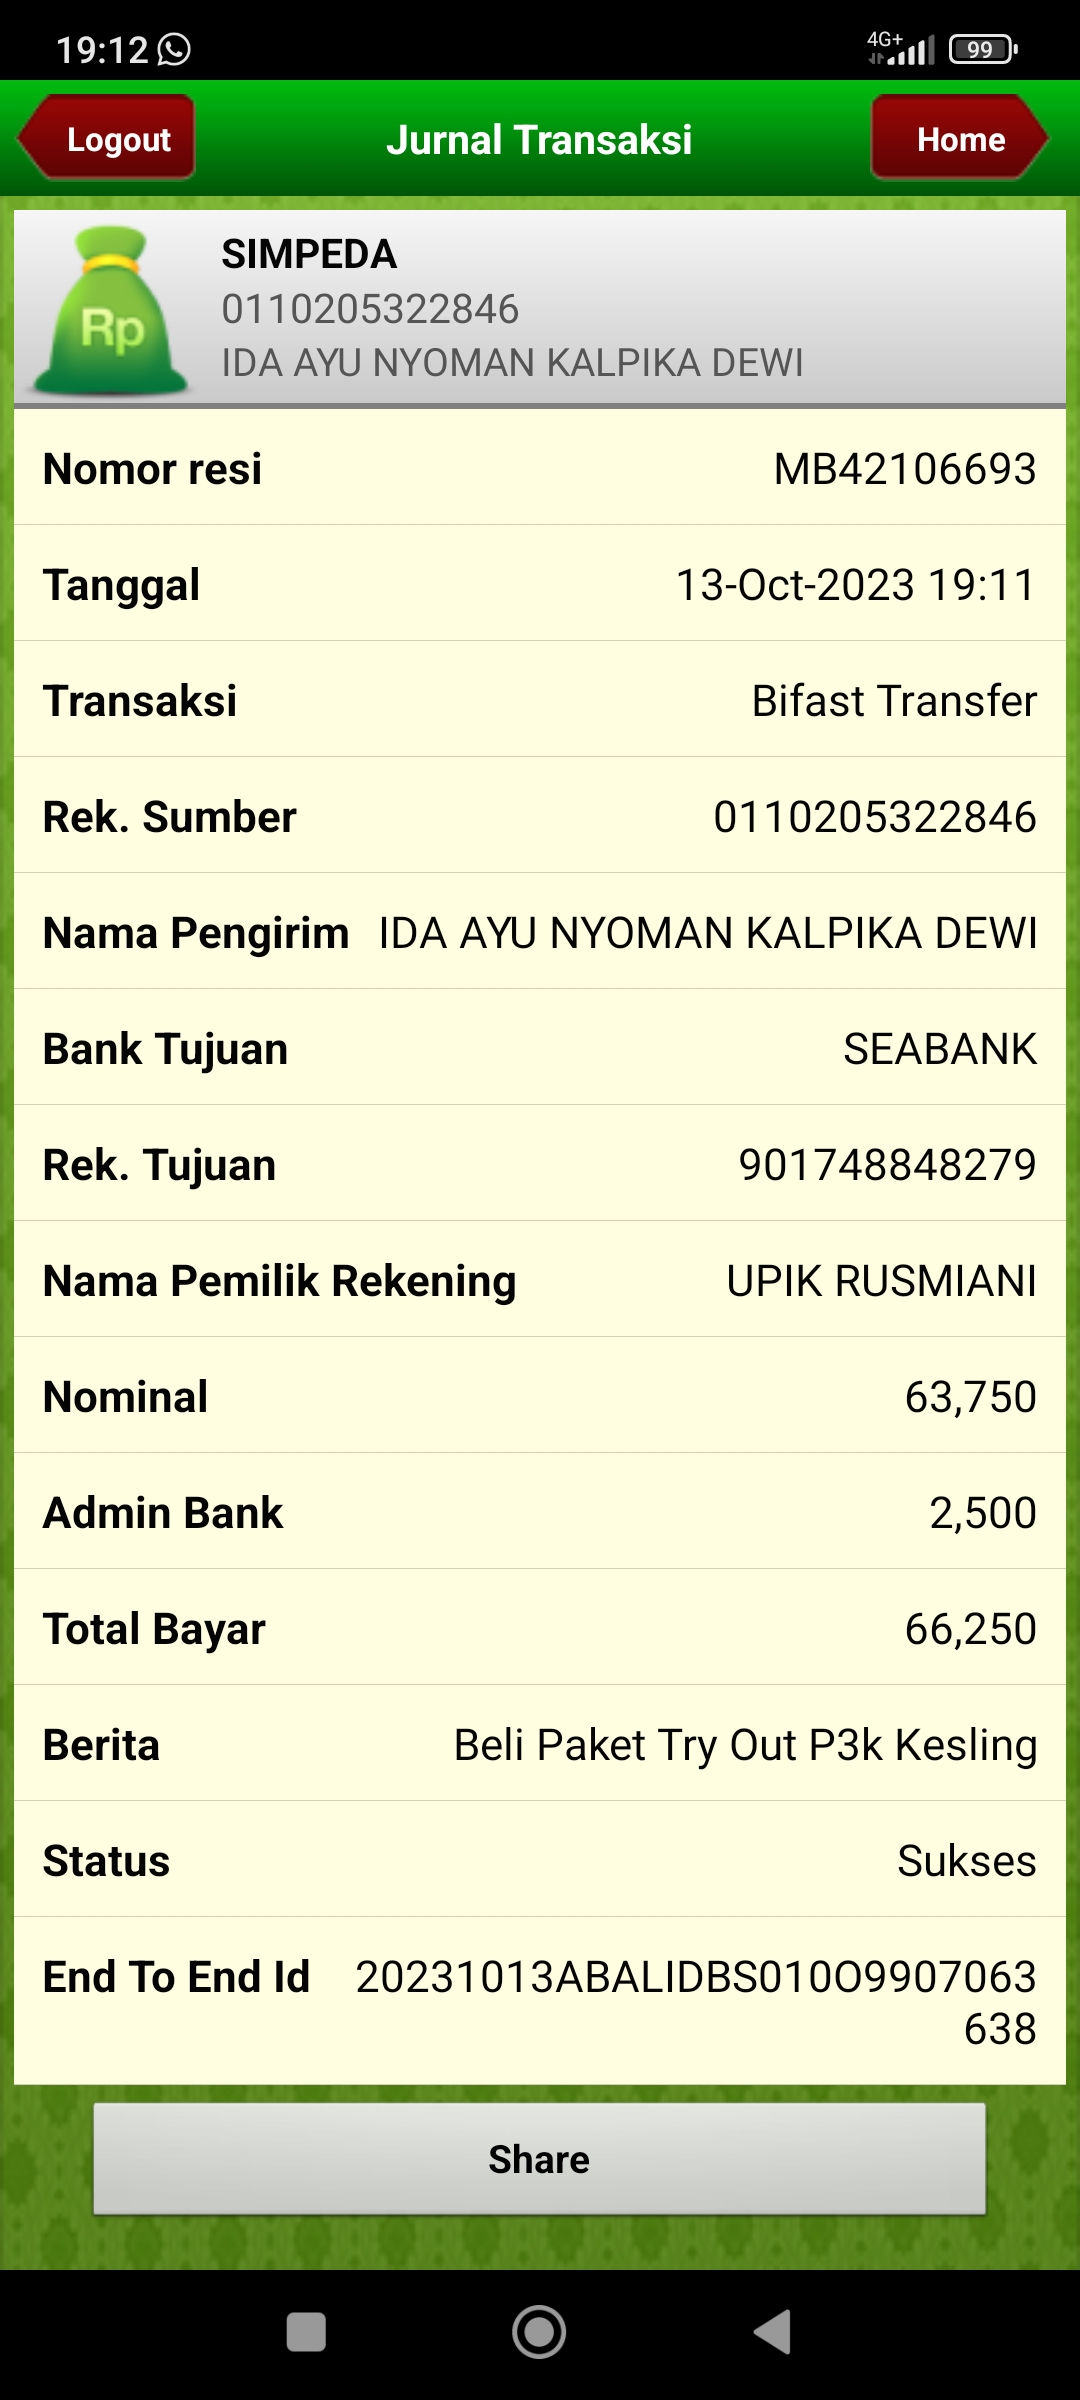 19:12
4G+
99
Logout
Jurnal Transaksi
Home
Rp
SIMPEDA
0110205322846
IDA AYU NYOMAN KALPIKA DEWI
Nomor resi MB42106693
Tanggal 13-Oct-2023 19:11
Transaksi Bifast Transfer
Rek. Sumber 0110205322846
Nama Pengirim IDA AYU NYOMAN KALPIKA DEWI
Bank Tujuan SEABANK
Rek. Tujuan 901748848279
Nama Pemilik Rekening UPIK RUSMIANI
Nominal 63,750
Admin Bank 2,500
Total Bayar 66,250
Berita Beli Paket Try Out P3k Kesling
Status Sukses
End To End Id 20231013ABALIDBS010O9907063
638
Share